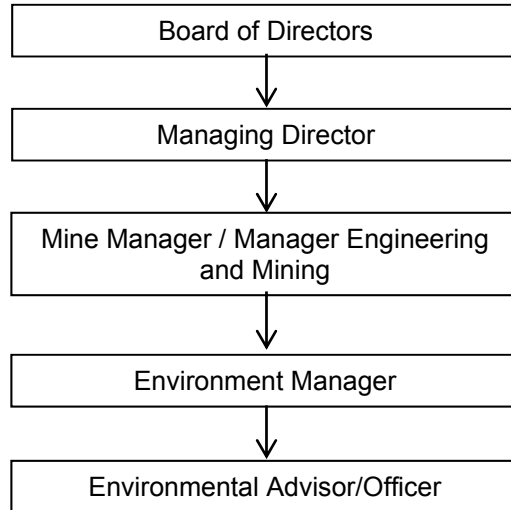 Board of Directors
Managing Director
Mine Manager / Manager Engineering
and Mining
Environment Manager
Environmental Advisor/Officer